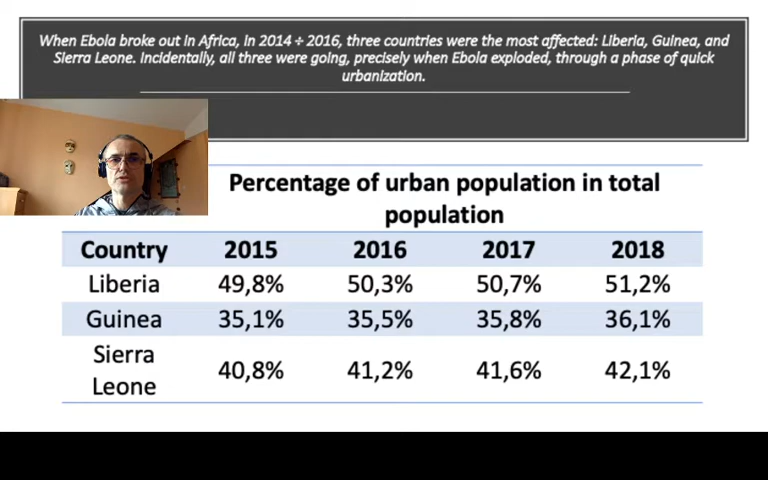 When Ebola broke out in Africa, in 2014 ÷ 2016, three countries were the most affected: Liberia, Guinea, and
Sierra Leone. Incidentally, all three were going, precisely when Ebola exploded, through a phase of quick
urbanization.
Percentage of urban population in total
population
Country 2015 2016 2017 2018
Liberia 49,8% 50,3% 50,7% 51,2%
Guinea 35,1% 35,5% 35,8% 36,1%
Sierra
Leone 40,8% 41,2% 41,6% 42,1%